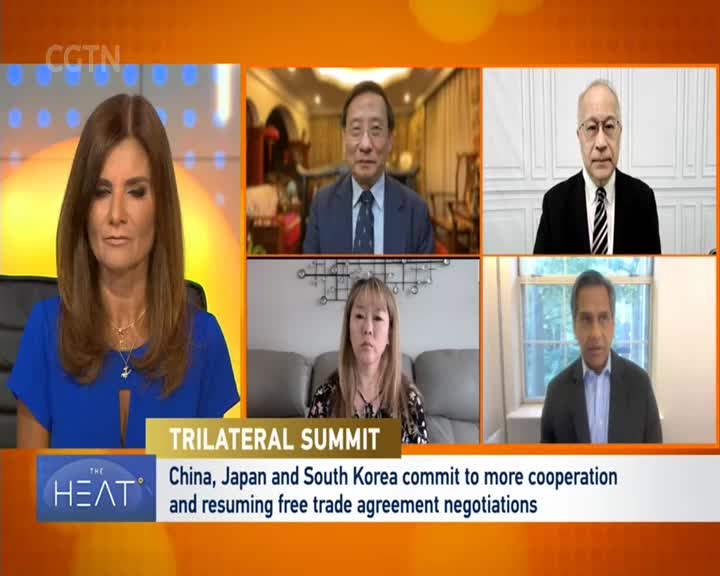 CGTN
TRILATERAL SUMMIT
THE
HEAT
China, Japan and South Korea commit to more cooperation
and resuming free trade agreement negotiations